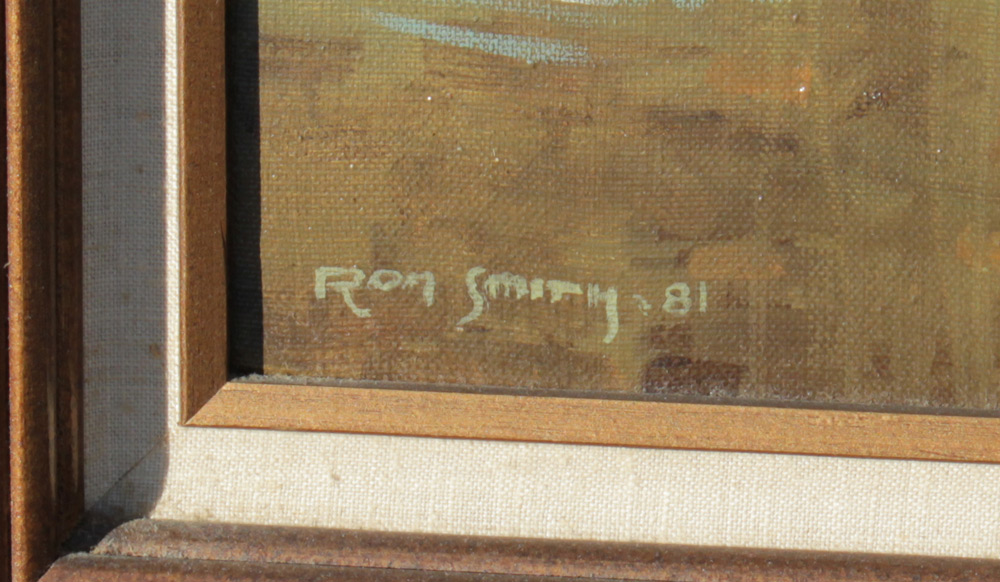 Ron Smith · 81